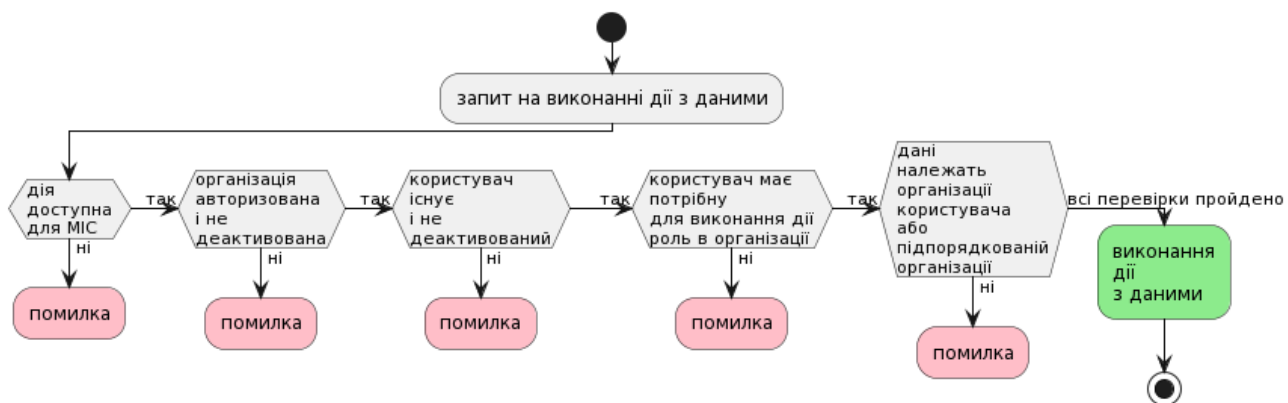 запит на виконанні дії з даними
дія
доступна
для МІС
так
ні
помилка
організація
авторизована
і не
деактивована
так
ні
помилка
користувач
існує
і не
деактивований
так
ні
помилка
користувач має
потрібну
для виконання дії
роль в організації
так
ні
помилка
дані
належать
організації
користувача
або
підпорядкованій
організації
всі перевірки пройдено
ні
помилка
виконання
дії
з даними